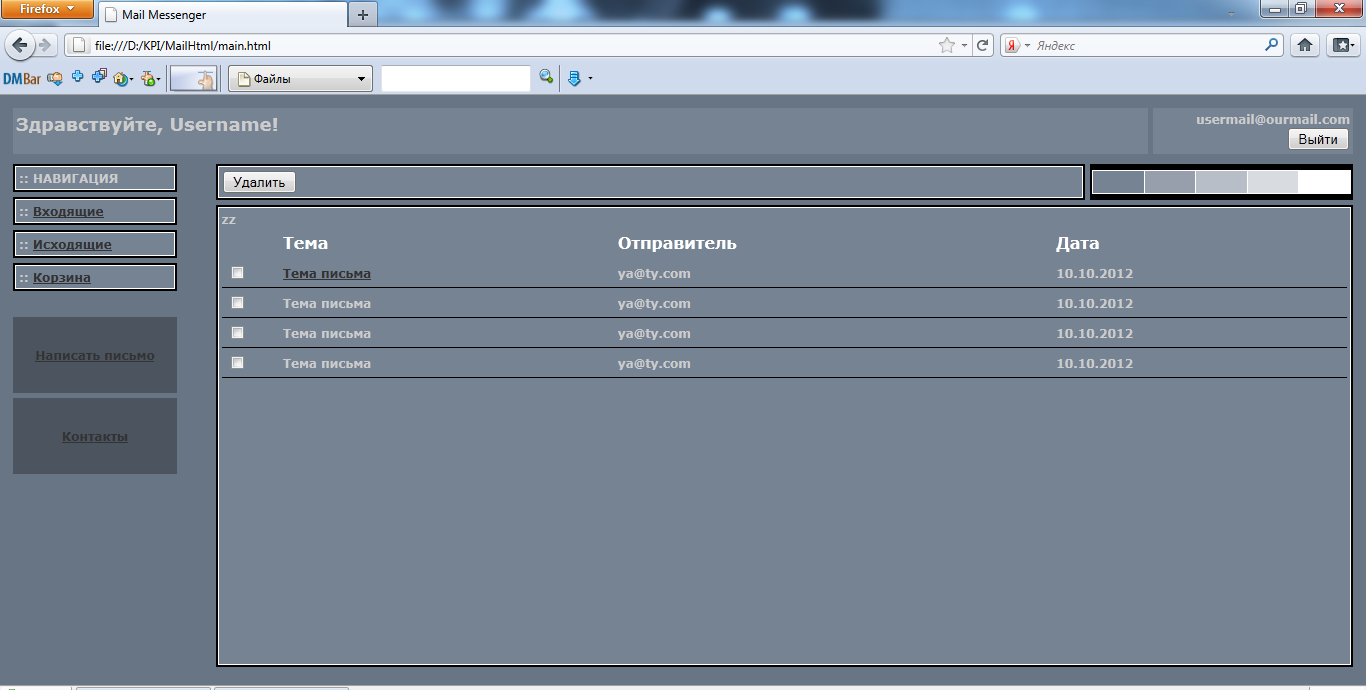 Firefox
Mail Messenger
file:///D:/KPI/MailHtml/main.html
Я Яндекс
DMBar
Файлы
Здравствуйте, Username!
usermail@ourmail.com
Выйти
:: НАВИГАЦИЯ
:: Входящие
:: Исходящие
:: Корзина
Написать письмо
Контакты
Удалить
zz
Тема Отправитель Дата
Тема письма ya@ty.com 10.10.2012
Тема письма ya@ty.com 10.10.2012
Тема письма ya@ty.com 10.10.2012
Тема письма ya@ty.com 10.10.2012